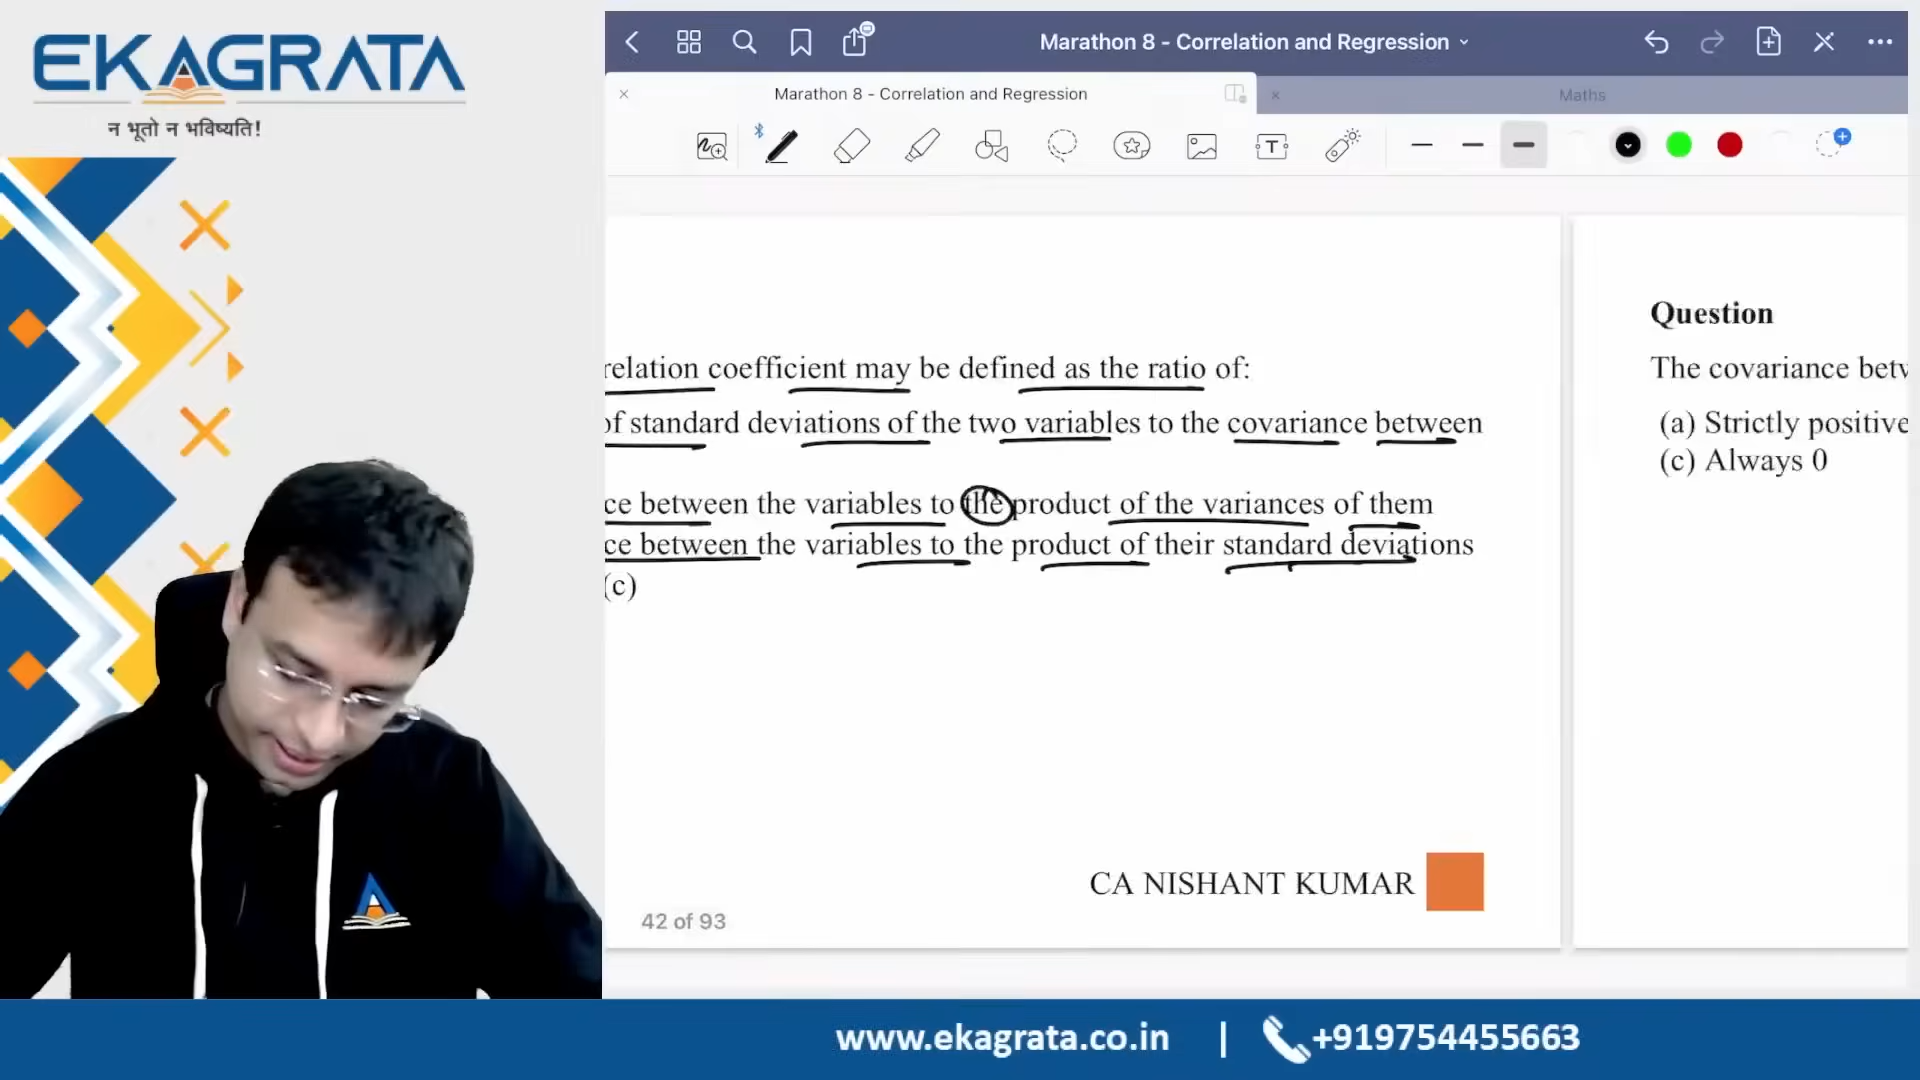 EKAGRATA
न भूतो न भविष्यति!
Marathon 8 - Correlation and Regression
Marathon 8 - Correlation and Regression
Maths
T
relation coefficient may be defined as the ratio of:
of standard deviations of the two variables to the covariance between
ce between the variables to the product of the variances of them
ce between the variables to the product of their standard deviations
(c)
CA NISHANT KUMAR
42 of 93
Question
The covariance betw
(a) Strictly positive
(c) Always 0
www.ekagrata.co.in | +919754455663